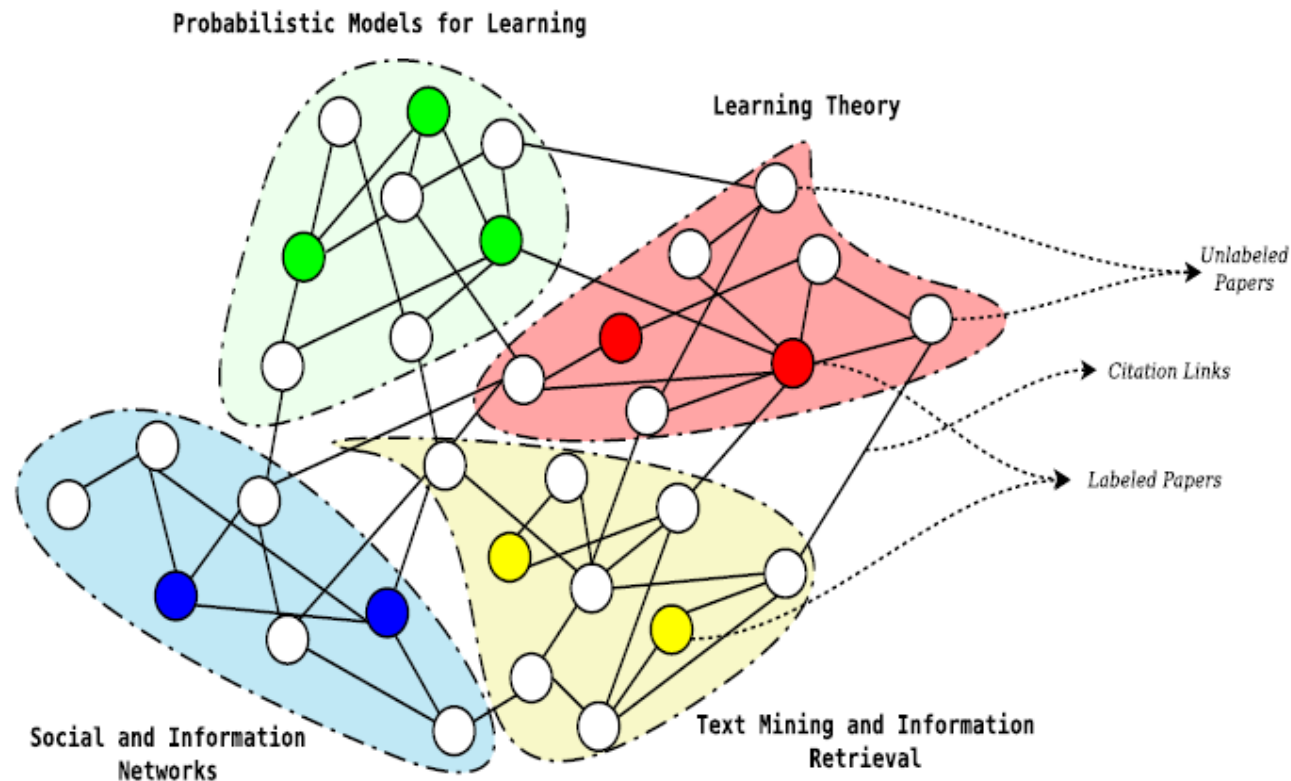 Probabilistic Models for Learning
Learning Theory
Unlabeled
Papers
Citation Links
Labeled Papers
Social and Information
Networks
Text Mining and Information
Retrieval